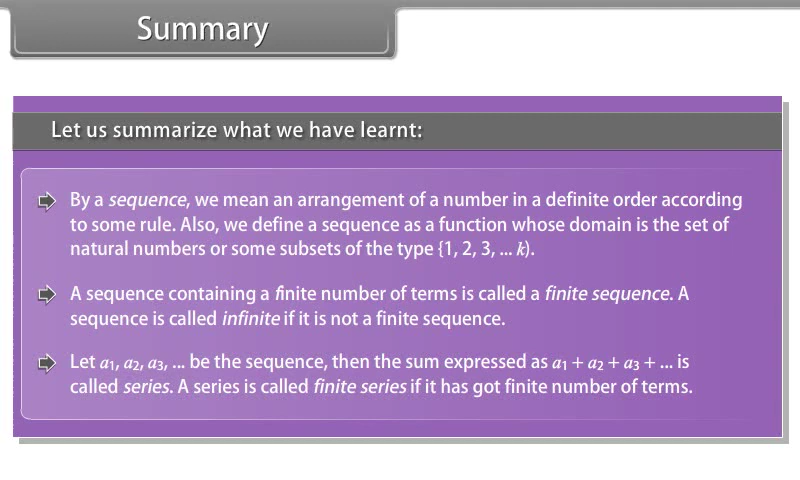 Summary
Let us summarize what we have learnt:
By a sequence, we mean an arrangement of a number in a definite order according
to some rule. Also, we define a sequence as a function whose domain is the set of
natural numbers or some subsets of the type {1, 2, 3, ... k).
A sequence containing a finite number of terms is called a finite sequence. A
sequence is called infinite if it is not a finite sequence.
Let a₁, a₂, a₃, ... be the sequence, then the sum expressed as a₁ + a₂ + a₃ + ... is
called series. A series is called finite series if it has got finite number of terms.